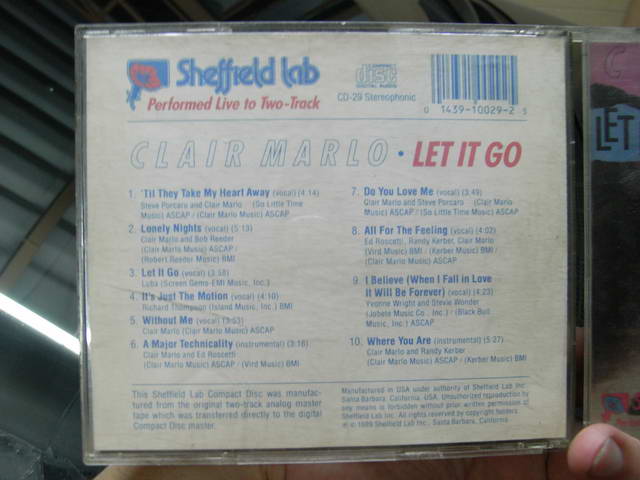 Sheffield Lab
Performed Live to Two-Track
COMPACT
disc
DIGITAL AUDIO
CD-29 Stereophonic
0 1439-10029-2 3
CLAIR MARLO • LET IT GO
1. 'Til They Take My Heart Away (vocal) (4:14)
Steve Porcaro and Clair Marlo (So Little Time
Music) ASCAP / (Clair Marlo Music) ASCAP
2. Lonely Nights (vocal) (5:13)
Clair Marlo and Bob Reeder
(Clair Marlo Music) ASCAP /
(Robert Reeder Music) BMI
3. Let It Go (vocal) (3:58)
Luba (Screen Gems-EMI Music, Inc.)
4. It's Just The Motion (vocal) (4:10)
Richard Thompson (Island Music, Inc.) BMI
5. Without Me (vocal)
Clair Marlo (Clair Marlo Music) ASCAP
6. A Major Technicality (instrumental) (3:16)
Clair Marlo and Ed Roscetti
(Clair Marlo Music) ASCAP / (Vird Music) BMI
7. Do You Love Me (vocal) (3:49)
Clair Marlo and Steve Porcaro (Clair Marlo
Music) ASCAP / (So Little Time Music) ASCAP
8. All For The Feeling (vocal) (4:02)
Ed Roscetti, Randy Kerber, Clair Marlo
(Vird Music) BMI / (Kerber Music) BMI /
(Clair Marlo Music) ASCAP
9. I Believe (When I Fall in Love
It Will Be Forever) (vocal) (4:23)
Yvonne Wright and Stevie Wonder
(Jobete Music Co., Inc.) / (Black Bull
Music, Inc.) ASCAP
10. Where You Are (instrumental) (5:27)
Clair Marlo and Randy Kerber
(Clair Marlo Music) ASCAP / (Kerber Music) BMI
This Sheffield Lab Compact Disc was manufac-
tured from the original two-track analog master
tape which was transferred directly to the digital
Compact Disc master.
Manufactured in USA under authority of Sheffield Lab Inc.
Santa Barbara, California, USA. Unauthorized reproduction by
any means is forbidden without prior written permission of
Sheffield Lab Inc. All rights reserved by copyright holders.
© ℗ 1989 Sheffield Lab Inc., Santa Barbara, California
C
LET
S
Performed